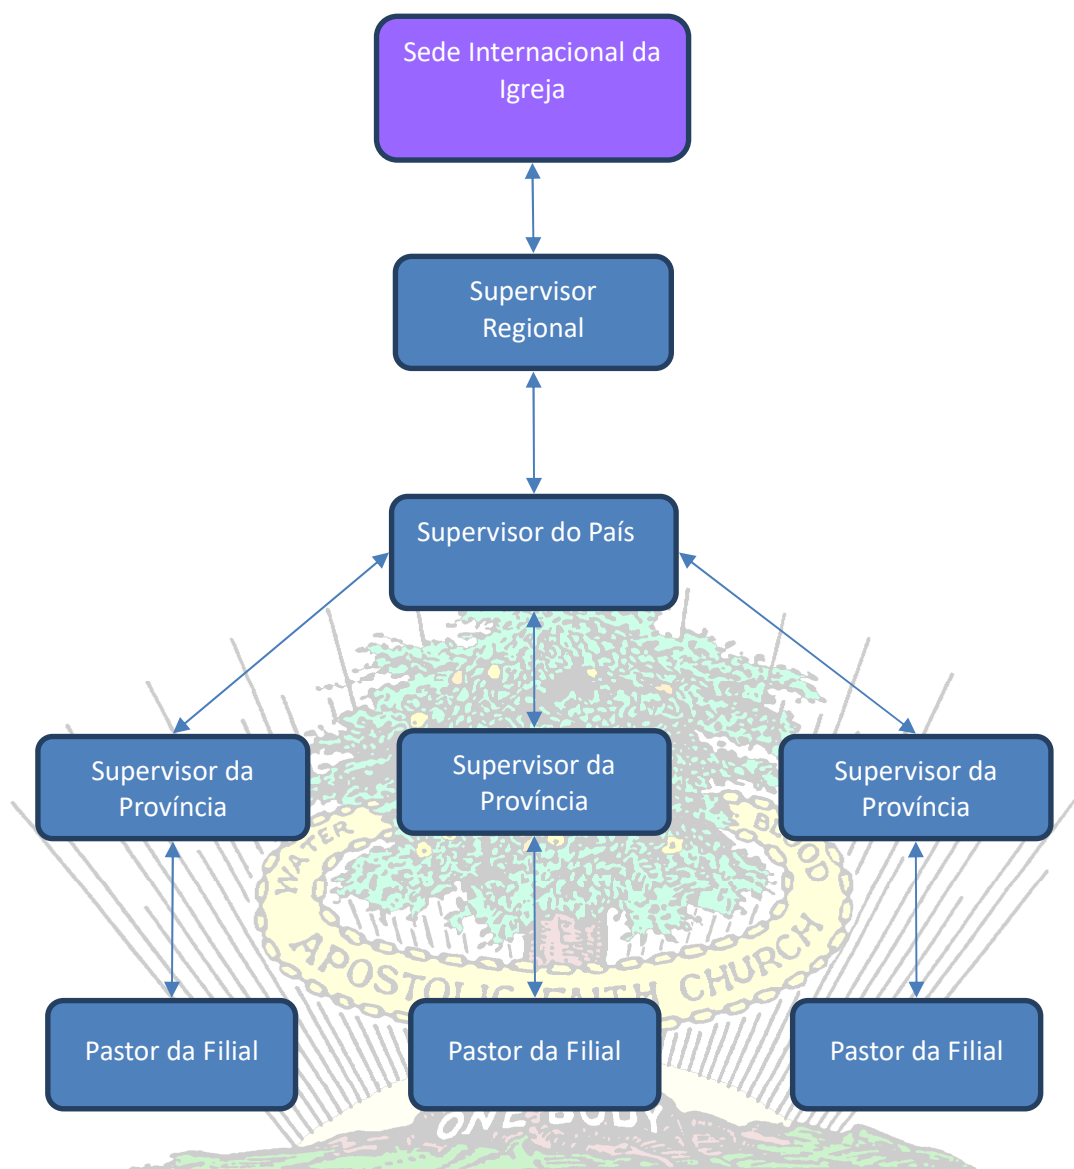 Sede Internacional da
Igreja
Supervisor
Regional
Supervisor do País
Supervisor da
Província
Supervisor da
Província
Supervisor da
Província
WATER
BLOOD
APOSTOLIC FAITH CHURCH
Pastor da Filial
Pastor da Filial
Pastor da Filial
ONE BODY